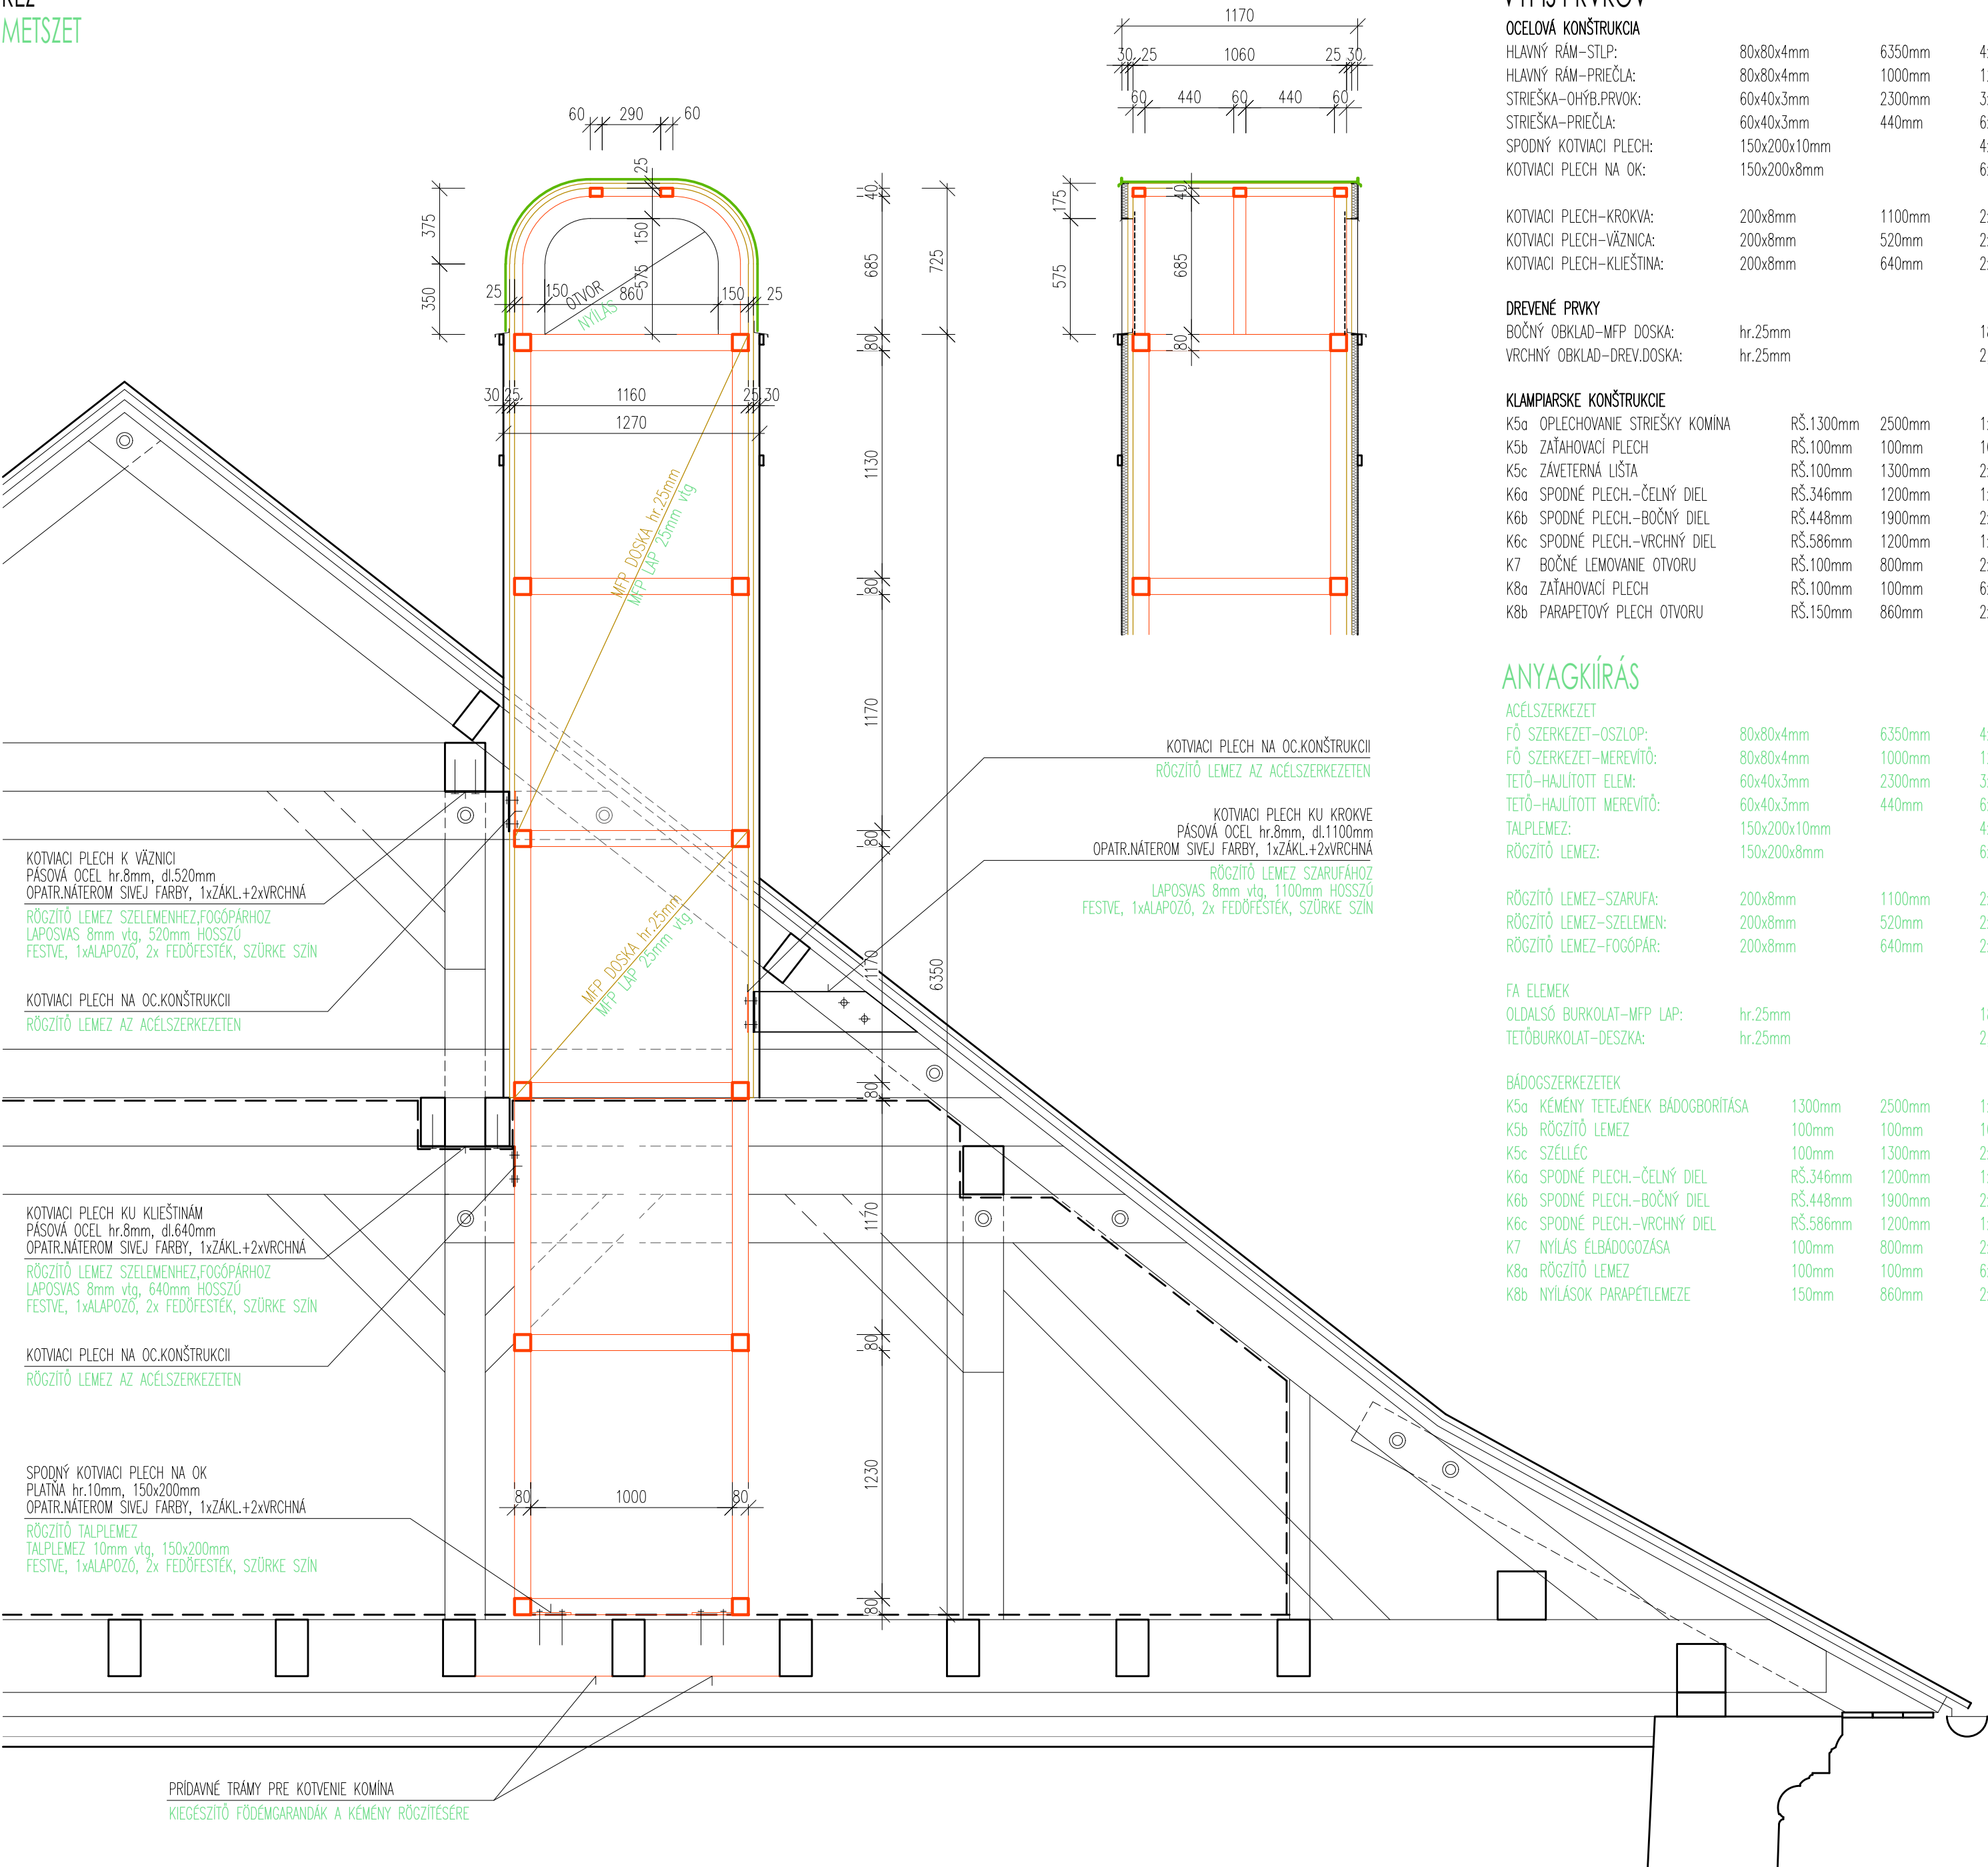 REZ
METSZET
1170
30 25 1060 25 30
60 440 60 440 60
60 290 60
25
40
375
150
685
725
350
575
25 150 860 150 25
OTVOR
NYÍLÁS
80
175
40
575
685
80
30 25 1160 25 30
1270
1130
MFP DOSKA hr.25mm
MFP LAP 25mm vtg
80
1170
80
MFP DOSKA hr.25mm
MFP LAP 25mm vtg
1170
6350
80
1170
80
1230
80 1000 80
80
KOTVIACI PLECH NA OC.KONŠTRUKCII
RÖGZÍTŐ LEMEZ AZ ACÉLSZERKEZETEN
KOTVIACI PLECH KU KROKVE
PÁSOVÁ OCEL hr.8mm, dl.1100mm
OPATR.NÁTEROM SIVEJ FARBY, 1xZÁKL.+2xVRCHNÁ
RÖGZÍTŐ LEMEZ SZARUFÁHOZ
LAPOSVAS 8mm vtg, 1100mm HOSSZÚ
FESTVE, 1xALAPOZÓ, 2x FEDŐFESTÉK, SZÜRKE SZÍN
KOTVIACI PLECH K VÄZNICI
PÁSOVÁ OCEL hr.8mm, dl.520mm
OPATR.NÁTEROM SIVEJ FARBY, 1xZÁKL.+2xVRCHNÁ
RÖGZÍTŐ LEMEZ SZELEMENHEZ,FOGÓPÁRHOZ
LAPOSVAS 8mm vtg, 520mm HOSSZÚ
FESTVE, 1xALAPOZÓ, 2x FEDŐFESTÉK, SZÜRKE SZÍN
KOTVIACI PLECH NA OC.KONŠTRUKCII
RÖGZÍTŐ LEMEZ AZ ACÉLSZERKEZETEN
KOTVIACI PLECH KU KLIEŠTINÁM
PÁSOVÁ OCEL hr.8mm, dl.640mm
OPATR.NÁTEROM SIVEJ FARBY, 1xZÁKL.+2xVRCHNÁ
RÖGZÍTŐ LEMEZ SZELEMENHEZ,FOGÓPÁRHOZ
LAPOSVAS 8mm vtg, 640mm HOSSZÚ
FESTVE, 1xALAPOZÓ, 2x FEDŐFESTÉK, SZÜRKE SZÍN
KOTVIACI PLECH NA OC.KONŠTRUKCII
RÖGZÍTŐ LEMEZ AZ ACÉLSZERKEZETEN
SPODNÝ KOTVIACI PLECH NA OK
PLATŇA hr.10mm, 150x200mm
OPATR.NÁTEROM SIVEJ FARBY, 1xZÁKL.+2xVRCHNÁ
RÖGZÍTŐ TALPLEMEZ
TALPLEMEZ 10mm vtg, 150x200mm
FESTVE, 1xALAPOZÓ, 2x FEDŐFESTÉK, SZÜRKE SZÍN
PRÍDAVNÉ TRÁMY PRE KOTVENIE KOMÍNA
KIEGÉSZÍTŐ FÖDÉMGARANDÁK A KÉMÉNY RÖGZÍTÉSÉRE
OCELOVÁ KONŠTRUKCIA
HLAVNÝ RÁM-STLP: 80x80x4mm 6350mm
HLAVNÝ RÁM-PRIEČLA: 80x80x4mm 1000mm
STRIEŠKA-OHÝB.PRVOK: 60x40x3mm 2300mm
STRIEŠKA-PRIEČLA: 60x40x3mm 440mm
SPODNÝ KOTVIACI PLECH: 150x200x10mm
KOTVIACI PLECH NA OK: 150x200x8mm
KOTVIACI PLECH-KROKVA: 200x8mm 1100mm
KOTVIACI PLECH-VÄZNICA: 200x8mm 520mm
KOTVIACI PLECH-KLIEŠTINA: 200x8mm 640mm
DREVENÉ PRVKY
BOČNÝ OBKLAD-MFP DOSKA: hr.25mm
VRCHNÝ OBKLAD-DREV.DOSKA: hr.25mm
KLAMPIARSKE KONŠTRUKCIE
K5a OPLECHOVANIE STRIEŠKY KOMÍNA RŠ.1300mm 2500mm
K5b ZAŤAHOVACÍ PLECH RŠ.100mm 100mm
K5c ZÁVETERNÁ LIŠTA RŠ.100mm 1300mm
K6a SPODNÉ PLECH.-ČELNÝ DIEL RŠ.346mm 1200mm
K6b SPODNÉ PLECH.-BOČNÝ DIEL RŠ.448mm 1900mm
K6c SPODNÉ PLECH.-VRCHNÝ DIEL RŠ.586mm 1200mm
K7 BOČNÉ LEMOVANIE OTVORU RŠ.100mm 800mm
K8a ZAŤAHOVACÍ PLECH RŠ.100mm 100mm
K8b PARAPETOVÝ PLECH OTVORU RŠ.150mm 860mm
ANYAGKIÍRÁS
ACÉLSZERKEZET
FŐ SZERKEZET-OSZLOP: 80x80x4mm 6350mm
FŐ SZERKEZET-MEREVÍTŐ: 80x80x4mm 1000mm
TETŐ-HAJLÍTOTT ELEM: 60x40x3mm 2300mm
TETŐ-HAJLÍTOTT MEREVÍTŐ: 60x40x3mm 440mm
TALPLEMEZ: 150x200x10mm
RÖGZÍTŐ LEMEZ: 150x200x8mm
RÖGZÍTŐ LEMEZ-SZARUFA: 200x8mm 1100mm
RÖGZÍTŐ LEMEZ-SZELEMEN: 200x8mm 520mm
RÖGZÍTŐ LEMEZ-FOGÓPÁR: 200x8mm 640mm
FA ELEMEK
OLDALSÓ BURKOLAT-MFP LAP: hr.25mm
TETŐBURKOLAT-DESZKA: hr.25mm
BÁDOGSZERKEZETEK
K5a KÉMÉNY TETEJÉNEK BÁDOGBORÍTÁSA 1300mm 2500mm
K5b RÖGZÍTŐ LEMEZ 100mm 100mm
K5c SZÉLLÉC 100mm 1300mm
K6a SPODNÉ PLECH.-ČELNÝ DIEL RŠ.346mm 1200mm
K6b SPODNÉ PLECH.-BOČNÝ DIEL RŠ.448mm 1900mm
K6c SPODNÉ PLECH.-VRCHNÝ DIEL RŠ.586mm 1200mm
K7 NYÍLÁS ÉLBÁDOGOZÁSA 100mm 800mm
K8a RÖGZÍTŐ LEMEZ 100mm 100mm
K8b NYÍLÁSOK PARAPÉTLEMEZE 150mm 860mm